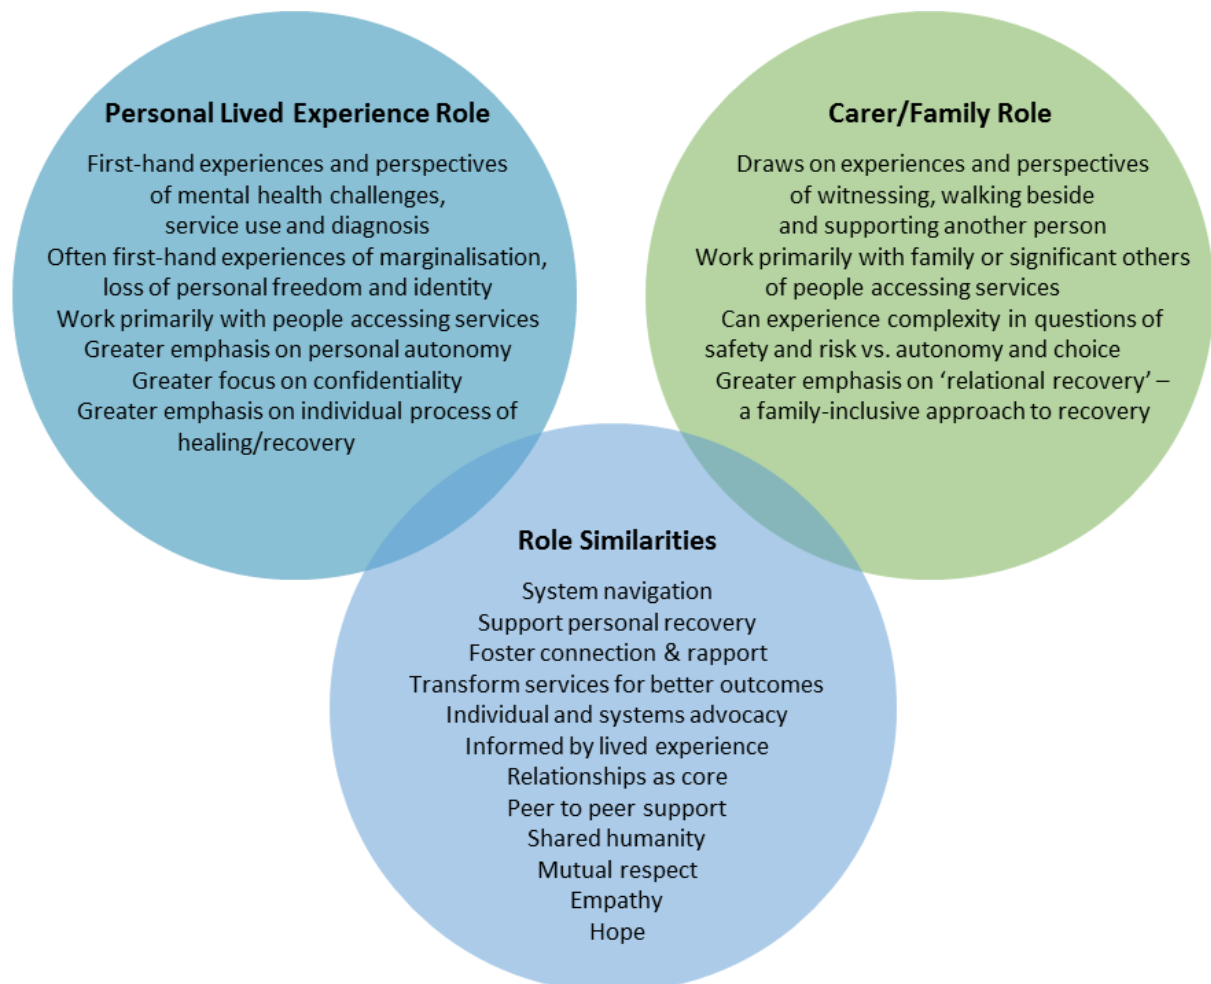 Personal Lived Experience Role
First-hand experiences and perspectives
of mental health challenges,
service use and diagnosis
Often first-hand experiences of marginalisation,
loss of personal freedom and identity
Work primarily with people accessing services
Greater emphasis on personal autonomy
Greater focus on confidentiality
Greater emphasis on individual process of
healing/recovery
Carer/Family Role
Draws on experiences and perspectives
of witnessing, walking beside
and supporting another person
Work primarily with family or significant others
of people accessing services
Can experience complexity in questions of
safety and risk vs. autonomy and choice
Greater emphasis on ‘relational recovery’ –
a family-inclusive approach to recovery
Role Similarities
System navigation
Support personal recovery
Foster connection & rapport
Transform services for better outcomes
Individual and systems advocacy
Informed by lived experience
Relationships as core
Peer to peer support
Shared humanity
Mutual respect
Empathy
Hope